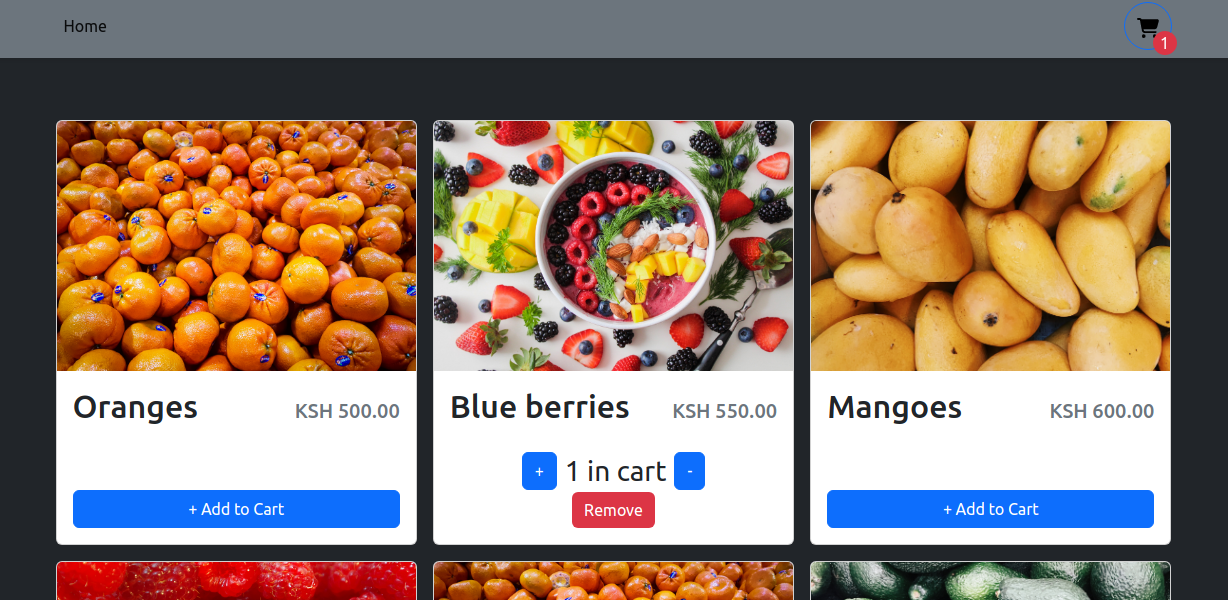 Home
1
Oranges KSH 500.00
+ Add to Cart
Blue berries KSH 550.00
+ 1 in cart -
Remove
Mangoes KSH 600.00
+ Add to Cart